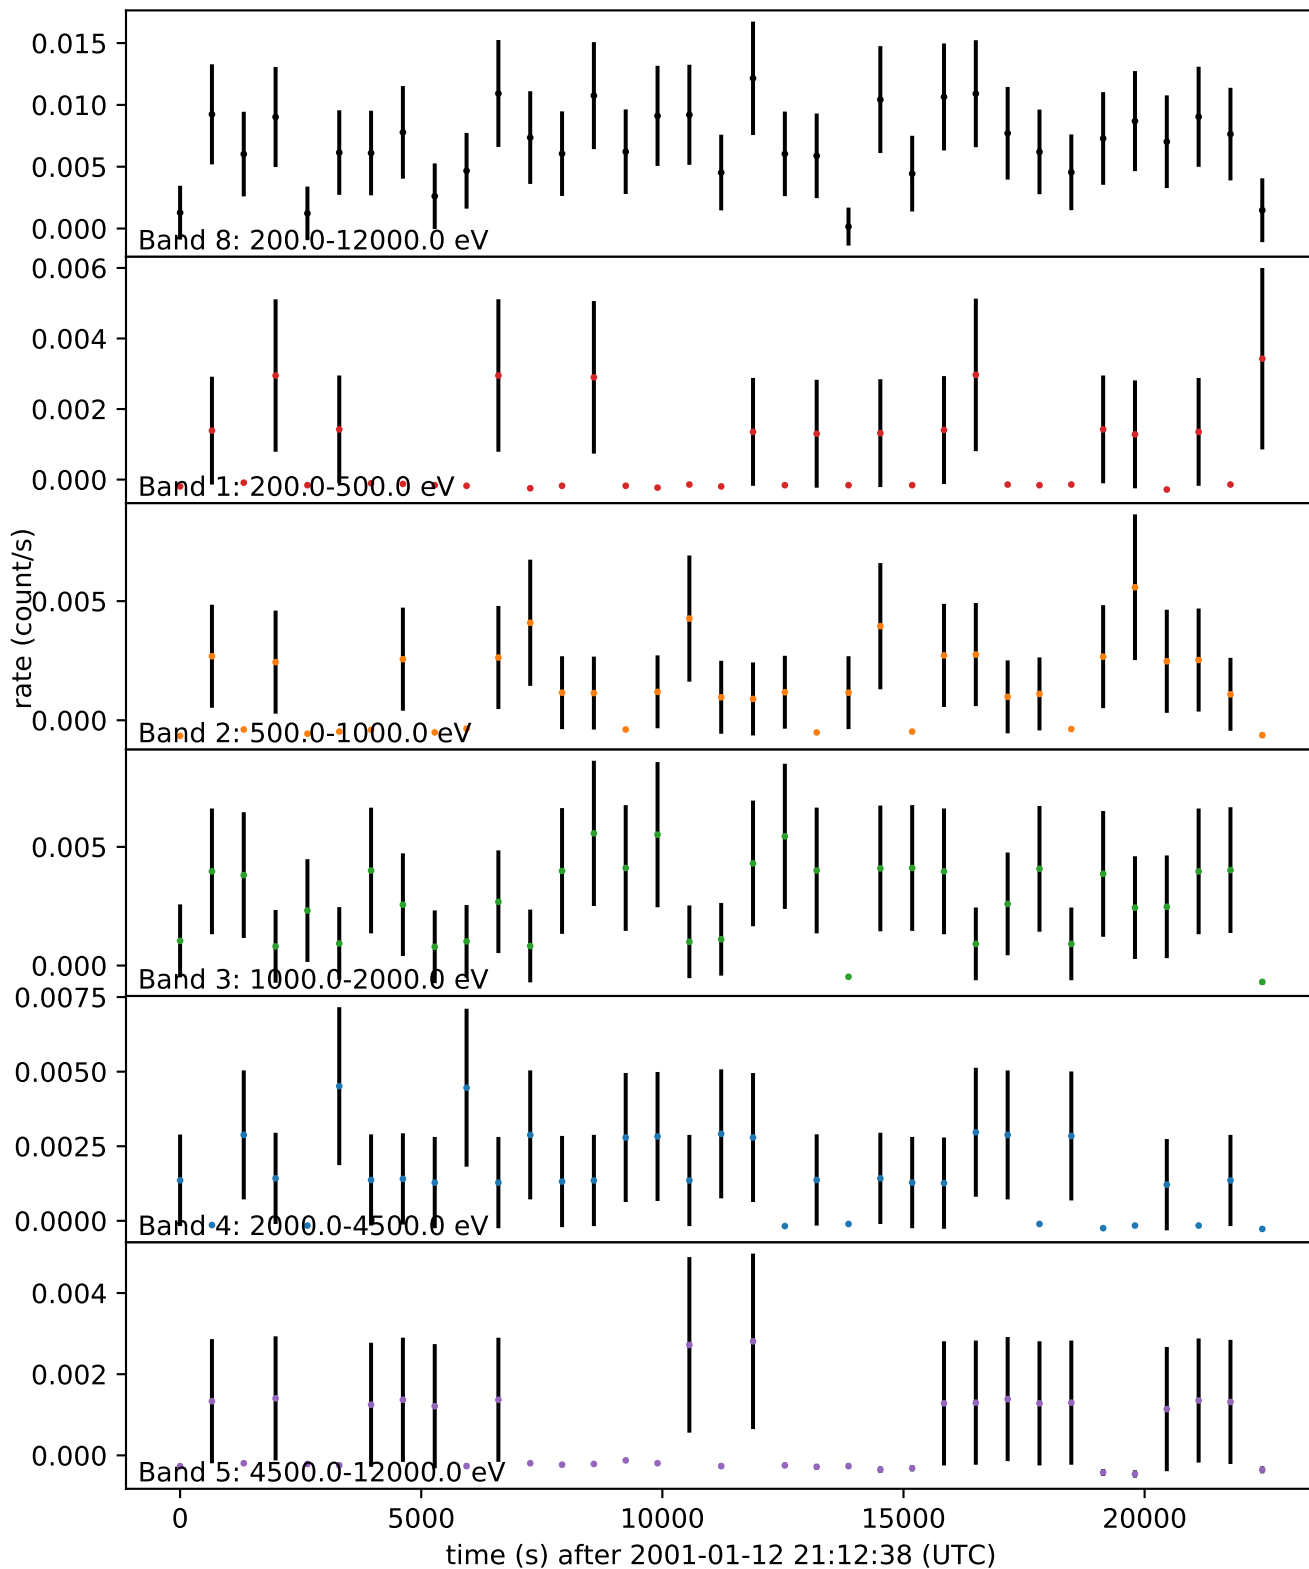 0.015
0.010
0.005
0.000
Band 8: 200.0-12000.0 eV
0.006
0.004
0.002
0.000
Band 1: 200.0-500.0 eV
rate (count/s)
0.005
0.000
Band 2: 500.0-1000.0 eV
0.005
0.000
Band 3: 1000.0-2000.0 eV
0.0075
0.0050
0.0025
0.0000
Band 4: 2000.0-4500.0 eV
0.004
0.002
0.000
Band 5: 4500.0-12000.0 eV
0 5000 10000 15000 20000
time (s) after 2001-01-12 21:12:38 (UTC)